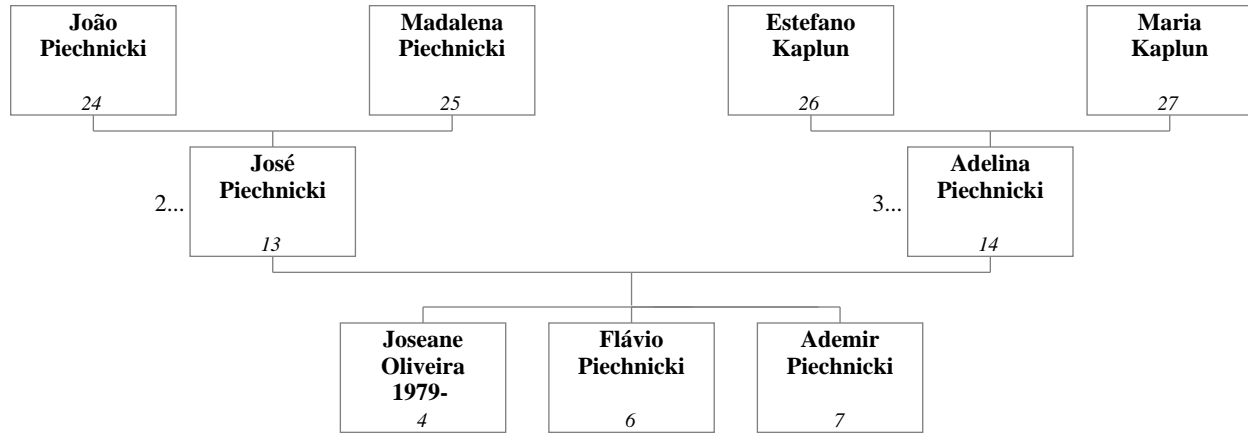 João
Piechnicki
24
Madalena
Piechnicki
25
Estefano
Kaplun
26
Maria
Kaplun
27
2...
José
Piechnicki
13
3...
Adelina
Piechnicki
14
Joseane
Oliveira
1979-
4
Flávio
Piechnicki
6
Ademir
Piechnicki
7